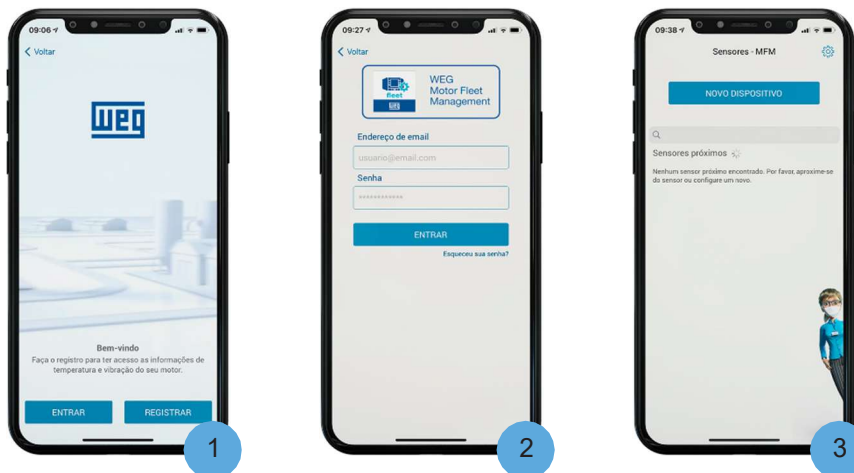 09:06
Voltar
WEG
Bem-vindo
Faça o registro para ter acesso as informações de
temperatura e vibração do seu motor.
ENTRAR
REGISTRAR
1
09:27
Voltar
fleet
WEG
WEG
Motor Fleet
Management
Endereço de email
usuario@email.com
Senha
************
ENTRAR
Esqueceu sua senha?
2
09:38
Sensores - MFM
NOVO DISPOSITIVO
Sensores próximos
Nenhum sensor próximo encontrado. Por favor, aproxime-se
do sensor ou configure um novo.
3